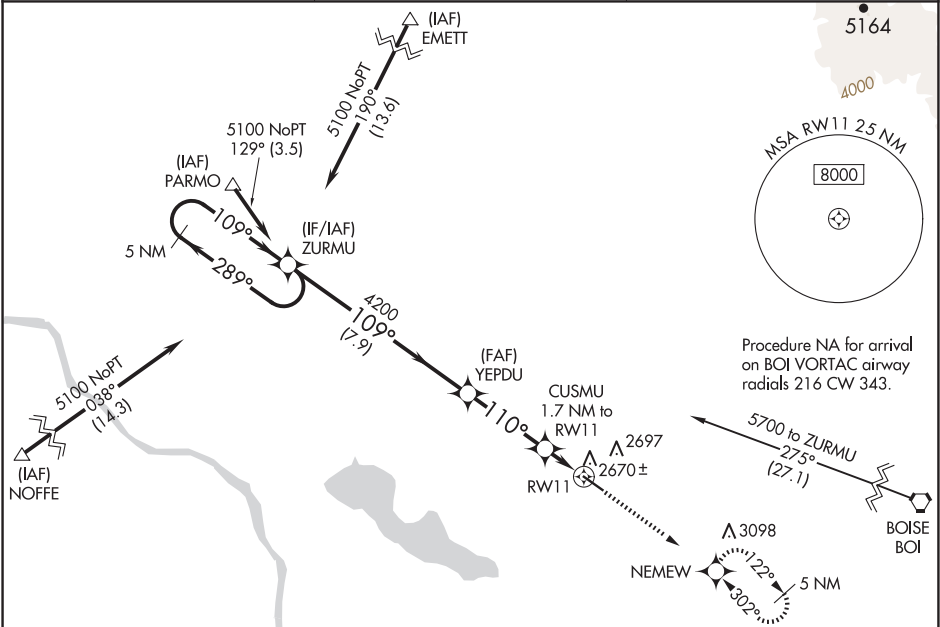 (IAF)
EMETT
5164
4000
5100 NoPT
190°
(13.6)
MSA RW11 25 NM
8000
5100 NoPT
129° (3.5)
(IAF)
PARMO
109°
(IF/IAF)
ZURMU
5 NM
289°
4200
109°
(7.9)
Procedure NA for arrival
on BOI VORTAC airway
radials 216 CW 343.
5100 NoPT
038°
(14.3)
(FAF)
YEPDU
CUSMU
1.7 NM to
RW11
110°
2697
2670±
RW11
5700 to ZURMU
275°
(27.1)
(IAF)
NOFFE
BOISE
BOI
3098
NEMEW
122°
5 NM
302°